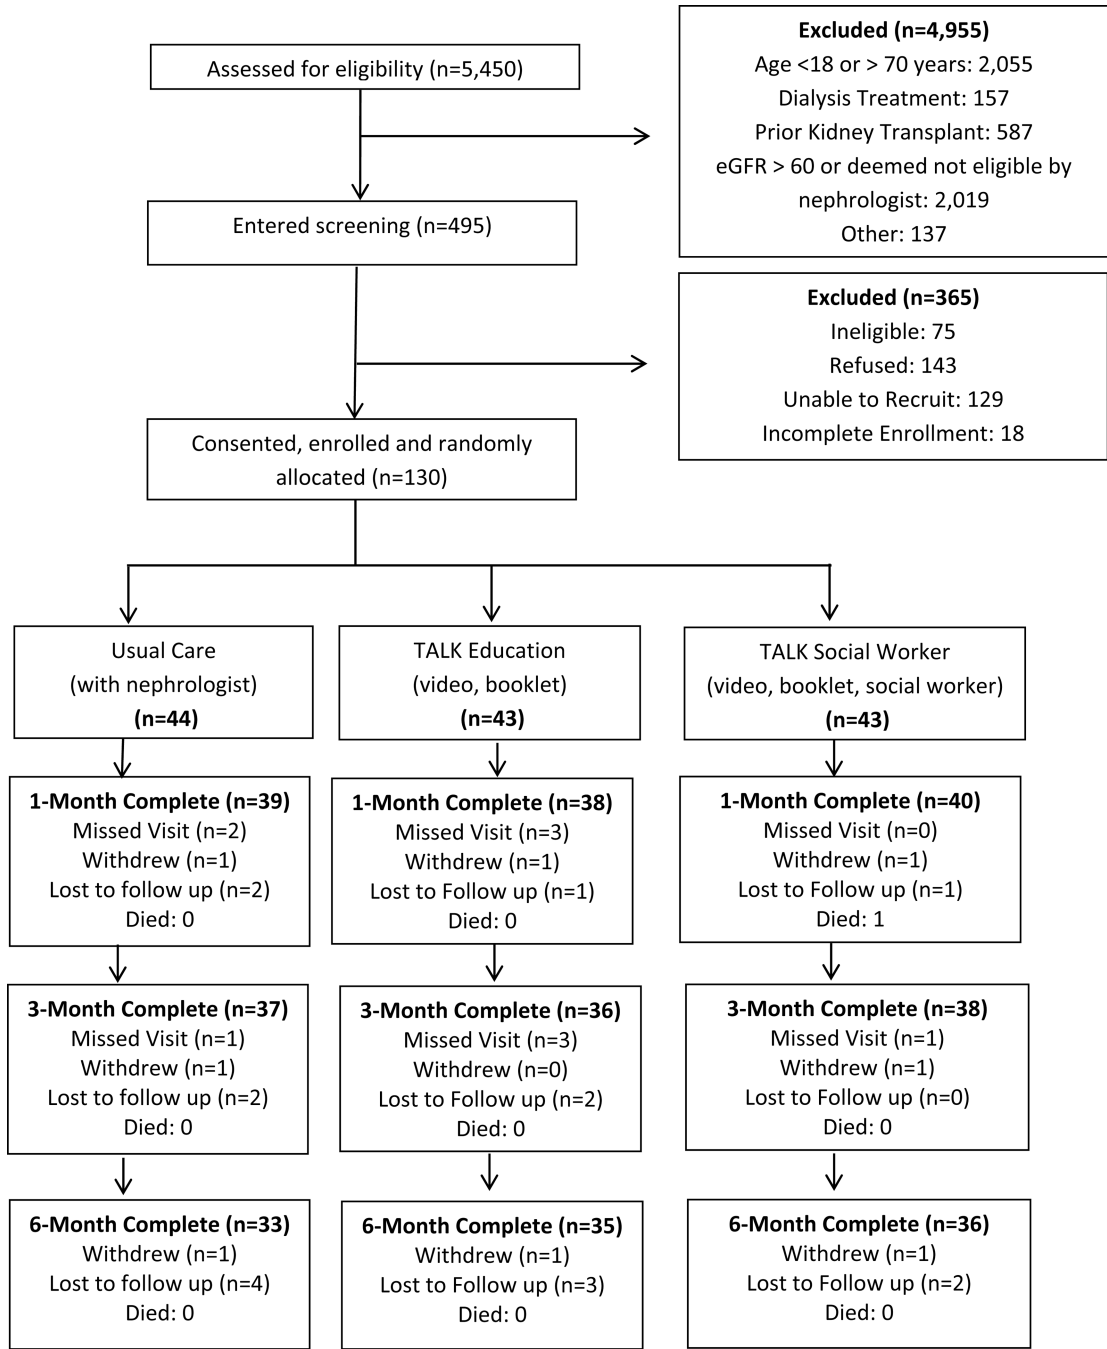 Assessed for eligibility (n=5,450)
Excluded (n=4,955)
Age <18 or > 70 years: 2,055
Dialysis Treatment: 157
Prior Kidney Transplant: 587
eGFR > 60 or deemed not eligible by
nephrologist: 2,019
Other: 137
Entered screening (n=495)
Excluded (n=365)
Ineligible: 75
Refused: 143
Unable to Recruit: 129
Incomplete Enrollment: 18
Consented, enrolled and randomly
allocated (n=130)
Usual Care
(with nephrologist)
(n=44)
TALK Education
(video, booklet)
(n=43)
TALK Social Worker
(video, booklet, social worker)
(n=43)
1-Month Complete (n=39)
Missed Visit (n=2)
Withdrew (n=1)
Lost to follow up (n=2)
Died: 0
1-Month Complete (n=38)
Missed Visit (n=3)
Withdrew (n=1)
Lost to Follow up (n=1)
Died: 0
1-Month Complete (n=40)
Missed Visit (n=0)
Withdrew (n=1)
Lost to Follow up (n=1)
Died: 1
3-Month Complete (n=37)
Missed Visit (n=1)
Withdrew (n=1)
Lost to follow up (n=2)
Died: 0
3-Month Complete (n=36)
Missed Visit (n=3)
Withdrew (n=0)
Lost to Follow up (n=2)
Died: 0
3-Month Complete (n=38)
Missed Visit (n=1)
Withdrew (n=1)
Lost to Follow up (n=0)
Died: 0
6-Month Complete (n=33)
Withdrew (n=1)
Lost to follow up (n=4)
Died: 0
6-Month Complete (n=35)
Withdrew (n=1)
Lost to Follow up (n=3)
Died: 0
6-Month Complete (n=36)
Withdrew (n=1)
Lost to Follow up (n=2)
Died: 0